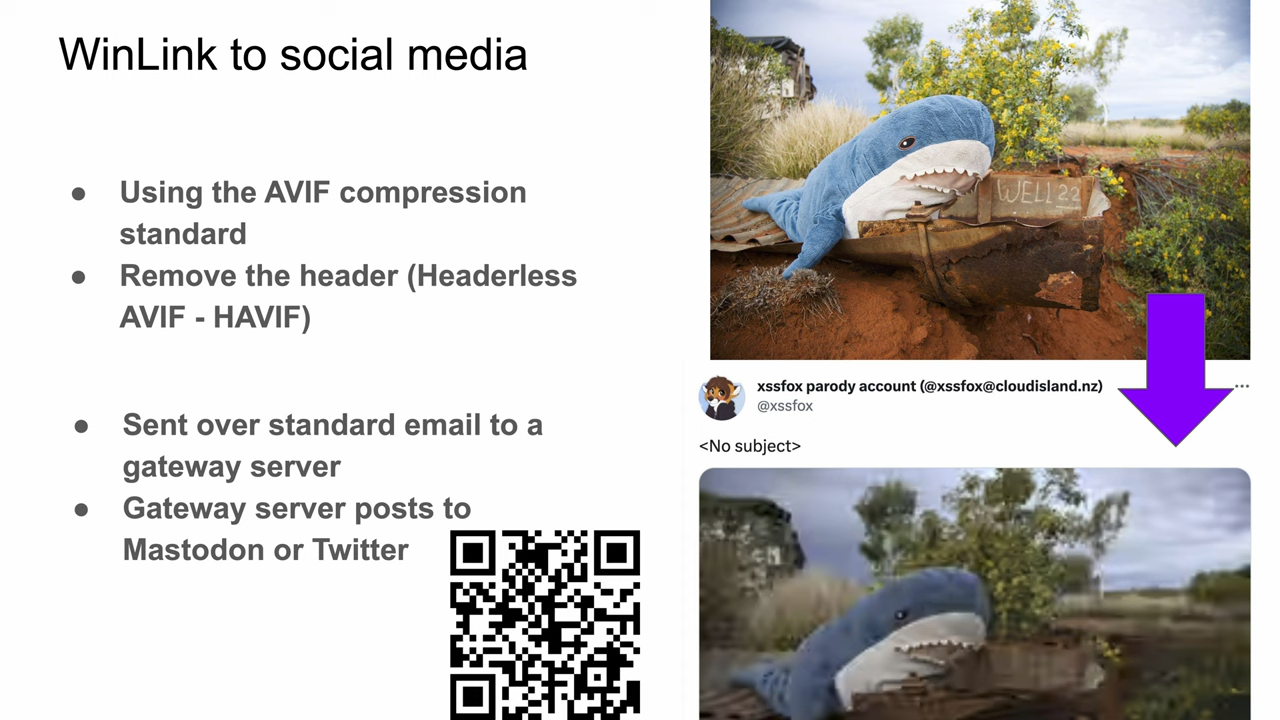 WinLink to social media
● Using the AVIF compression
standard
● Remove the header (Headerless
AVIF - HAVIF)
● Sent over standard email to a
gateway server
● Gateway server posts to
Mastodon or Twitter
WELL 22
xssfox parody account (@xssfox@cloudisland.nz)
@xssfox
<No subject>